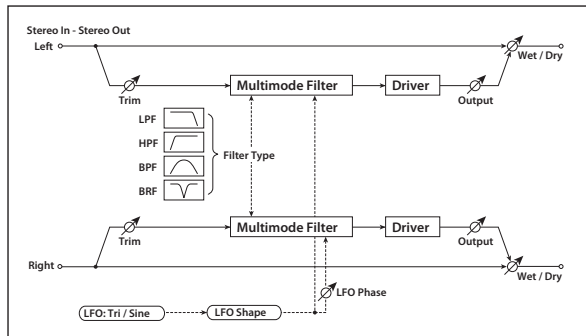 Stereo In - Stereo Out
Left
Wet / Dry
Trim
Multimode Filter
Driver
Output
LPF
HPF
BPF
BRF
Filter Type
Trim
Multimode Filter
Driver
Output
Right
Wet / Dry
LFO Phase
LFO: Tri / Sine
LFO Shape